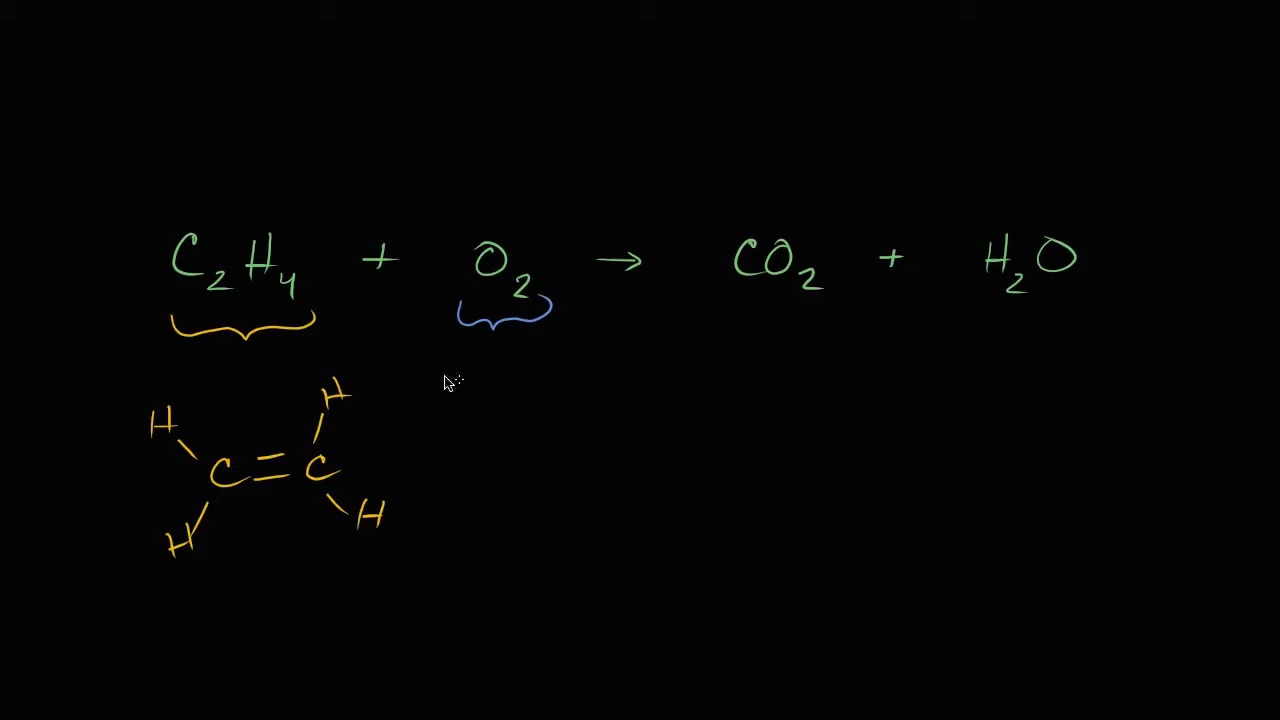 C₂H₄ + O₂ → CO₂ + H₂O
H
H
C = C
H
H